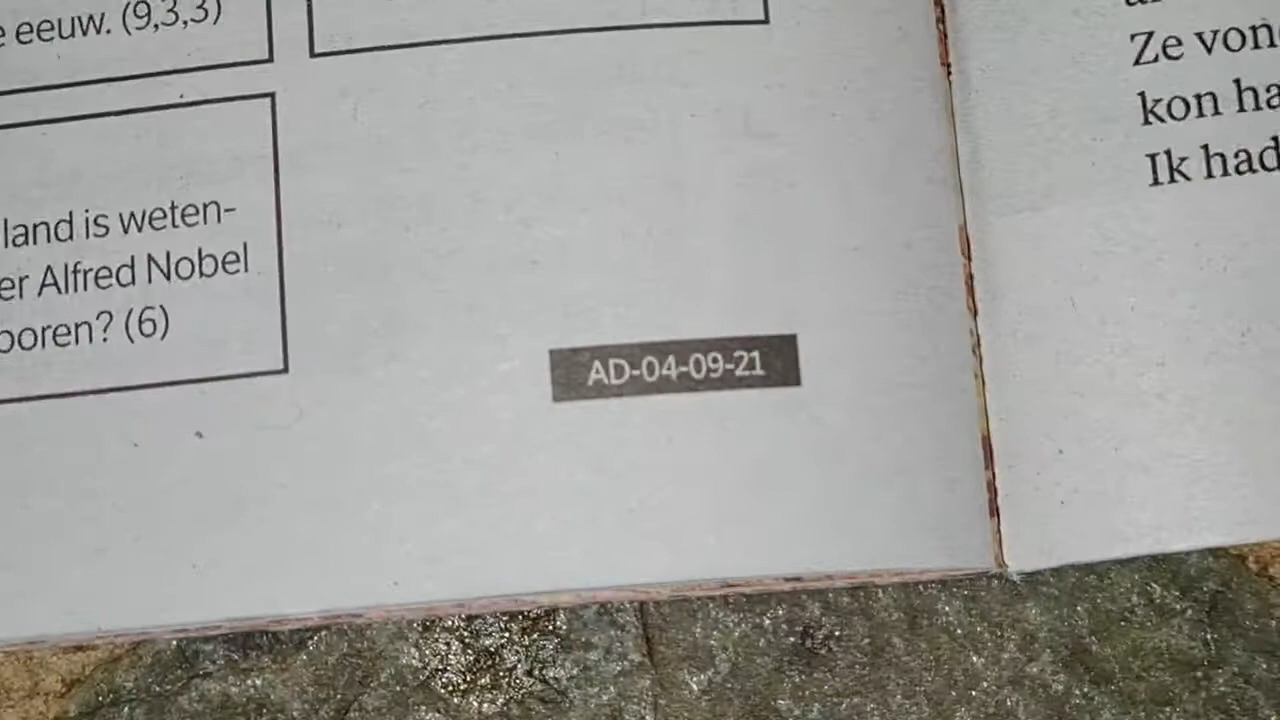 eeuw. (9,3,3)
land is weten-
er Alfred Nobel
boren? (6)
AD-04-09-21
Ze von
kon ha
Ik had